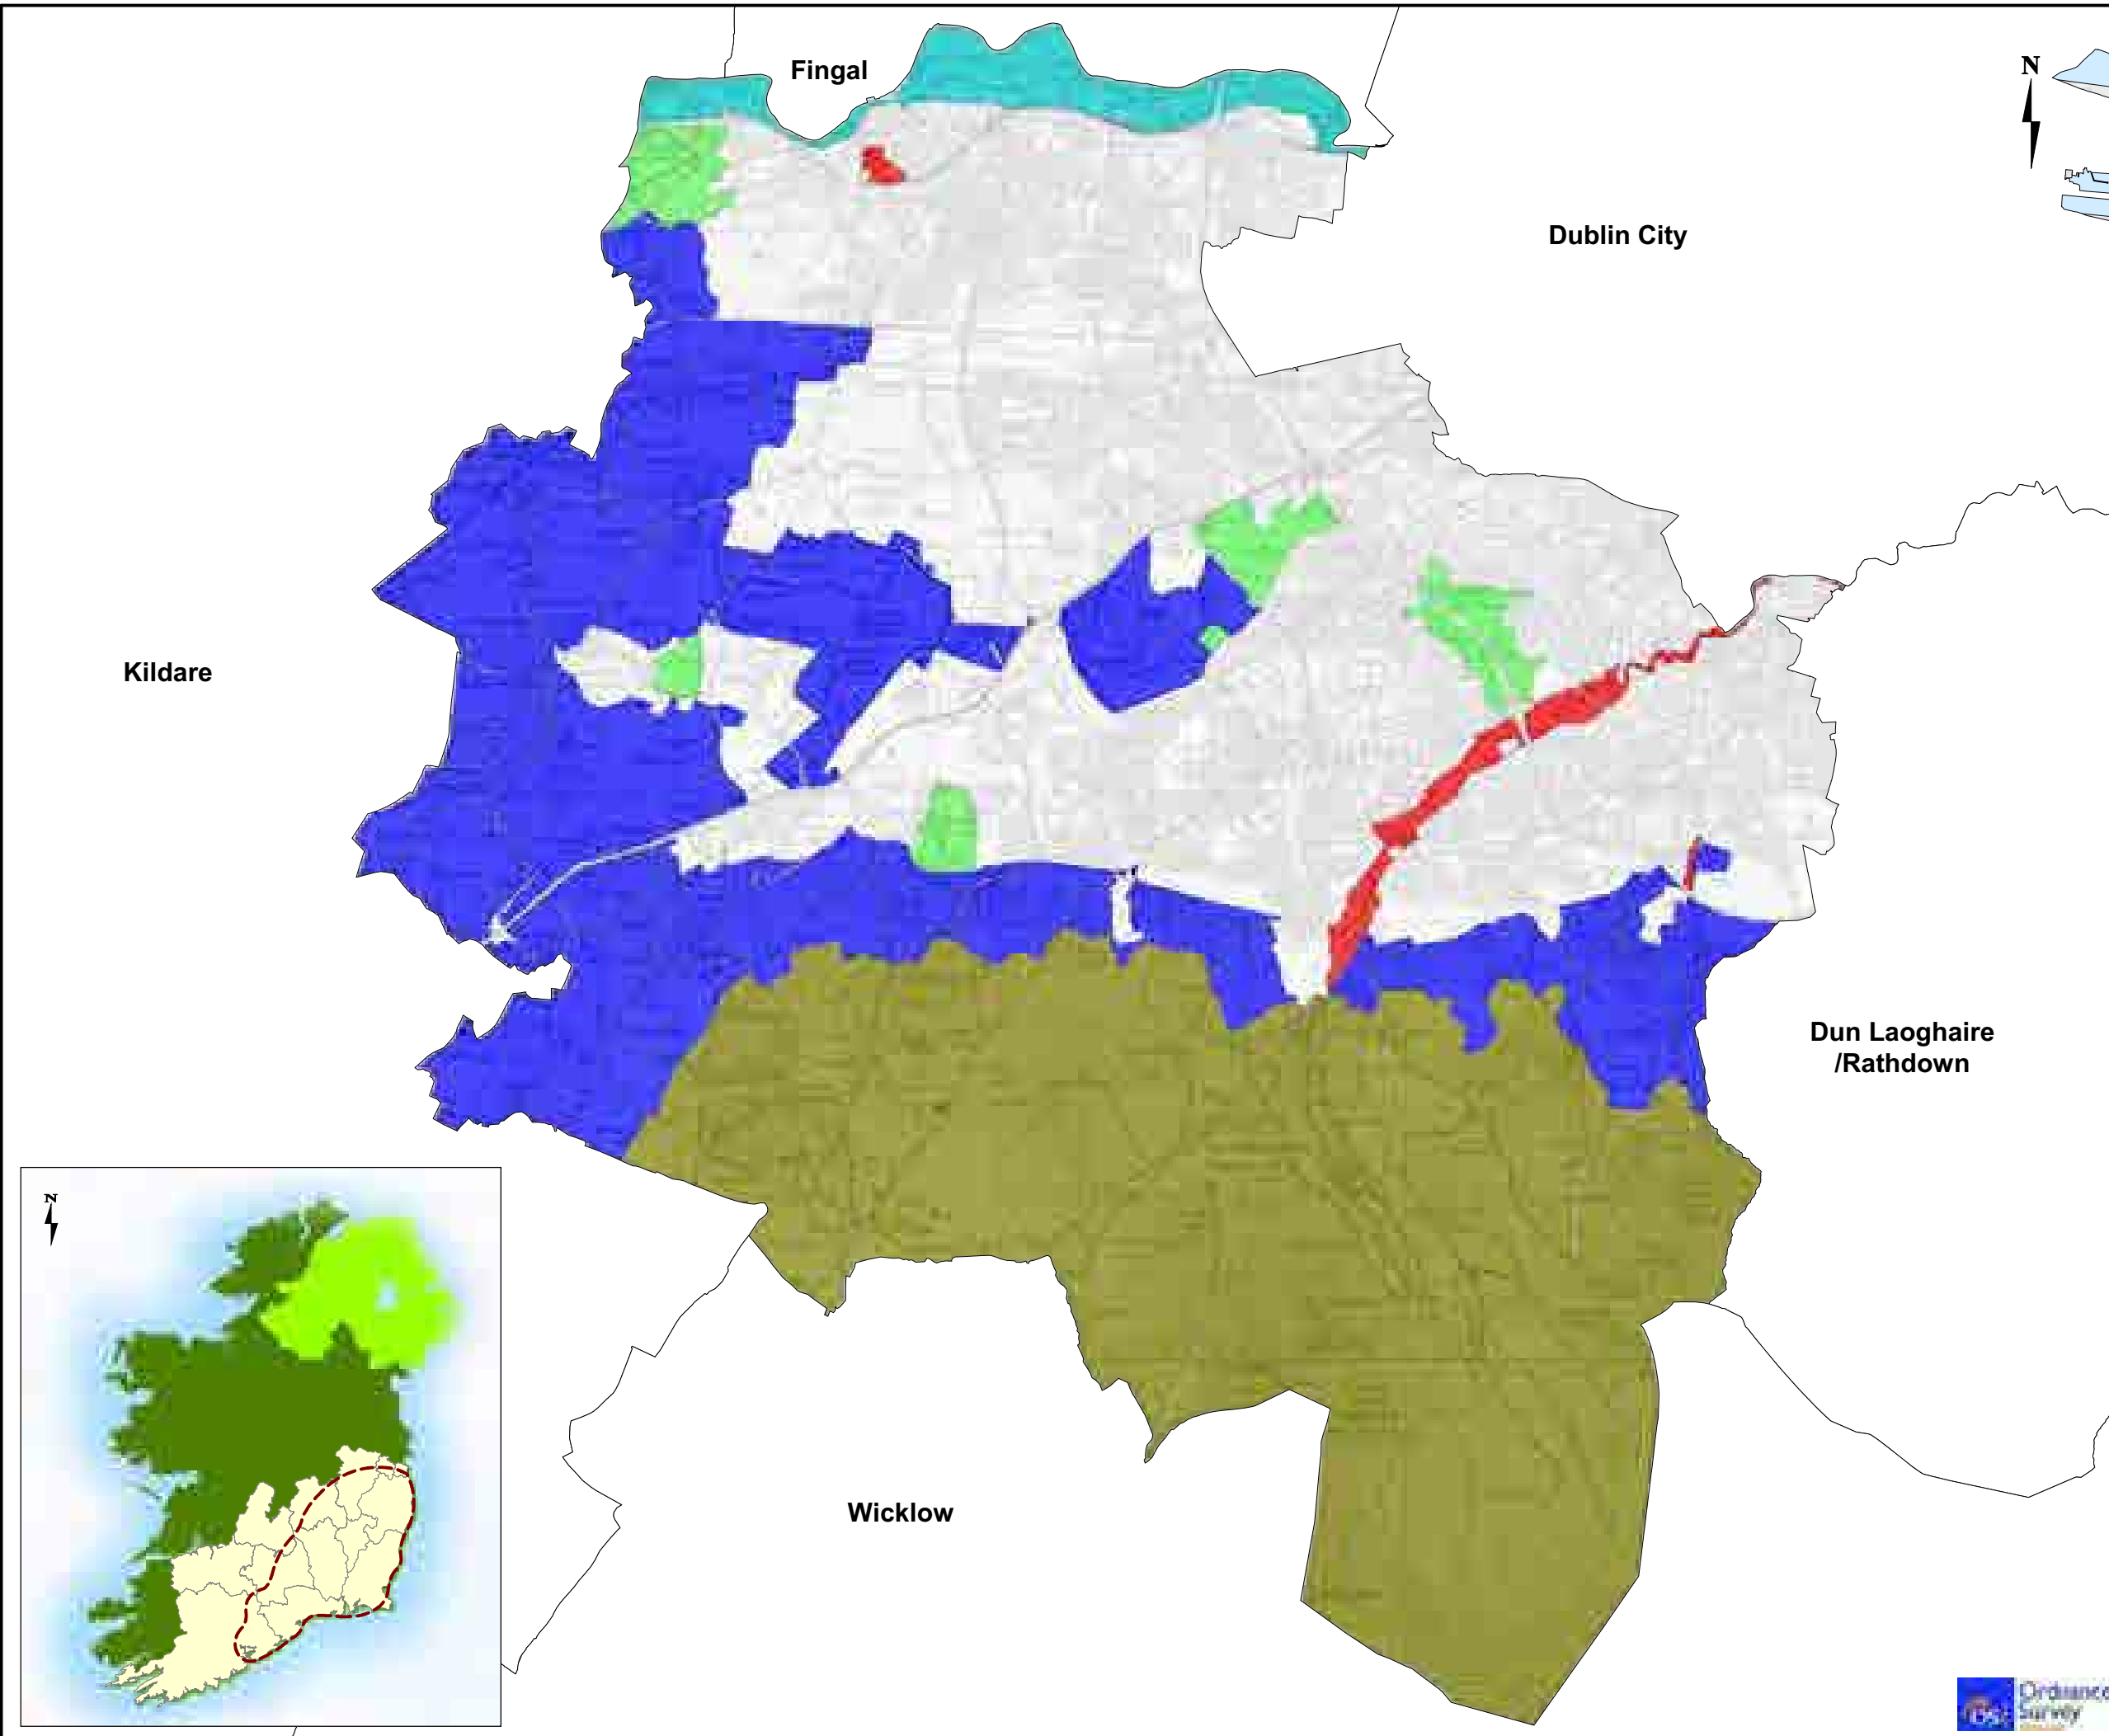 Fingal
N
Dublin City
Kildare
Dun Laoghaire
/Rathdown
N
Wicklow
Ordnance
Survey